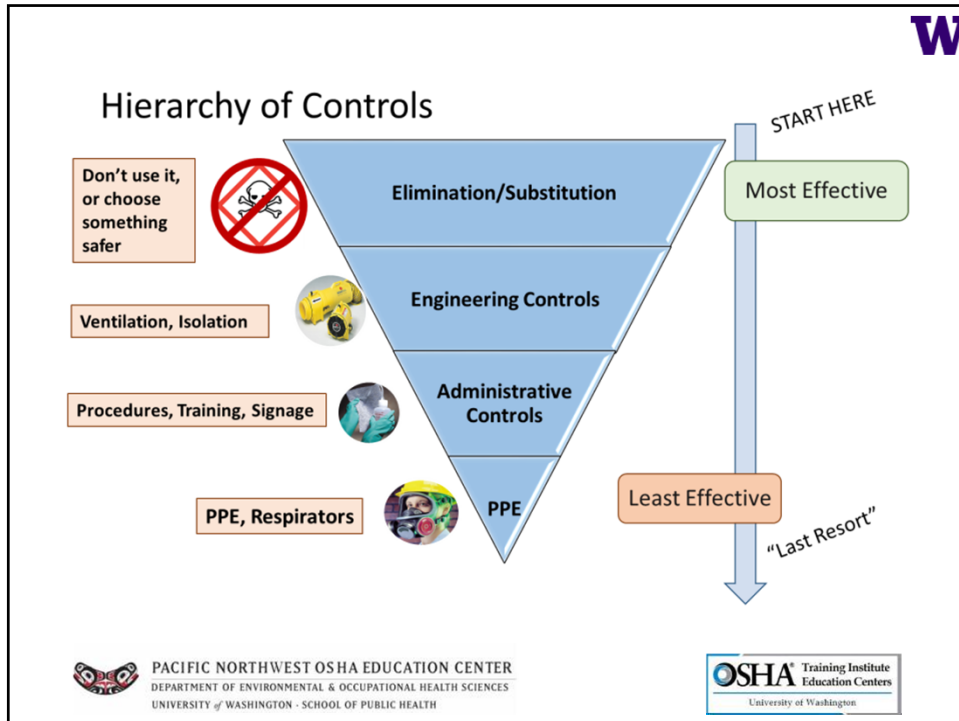 W
Hierarchy of Controls
START HERE
Don't use it,
or choose
something
safer
Elimination/Substitution
Most Effective
Engineering Controls
Ventilation, Isolation
Administrative
Controls
Procedures, Training, Signage
PPE
Least Effective
PPE, Respirators
"Last Resort"
PACIFIC NORTHWEST OSHA EDUCATION CENTER
DEPARTMENT OF ENVIRONMENTAL & OCCUPATIONAL HEALTH SCIENCES
UNIVERSITY of WASHINGTON · SCHOOL OF PUBLIC HEALTH
OSHA® Training Institute
Education Centers
University of Washington